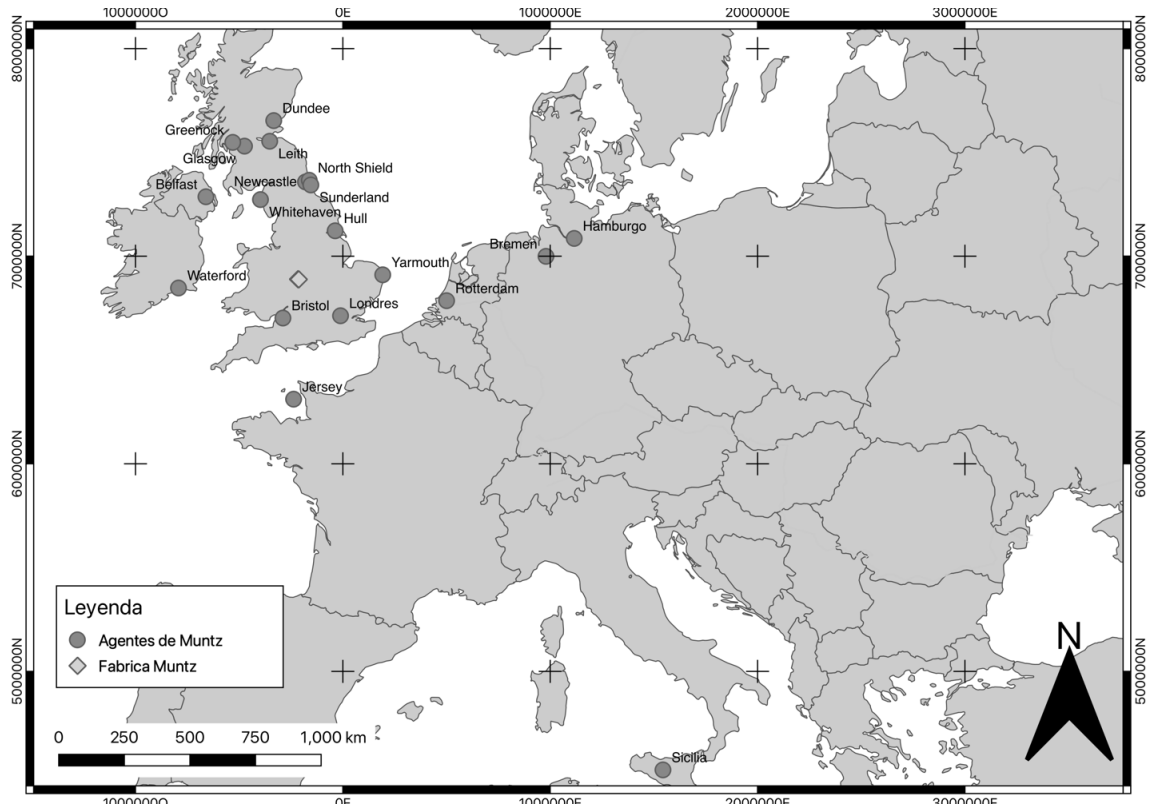 1000000O 0E 1000000E 2000000E 3000000E
8000000N 8000000N
Dundee
Greenock
Glasgow
Leith
North Shield
Newcastle
Belfast
Sunderland
Whitehaven
Hull
Hamburgo
Bremen
7000000N 7000000N
Yarmouth
Waterford
Rotterdam
Bristol
Londres
Jersey
6000000N 6000000N
Leyenda
Agentes de Muntz
Fabrica Muntz
N
5000000N 5000000N
0 250 500 750 1,000 km
Sicilia
1000000O 0E 1000000E 2000000E 3000000E